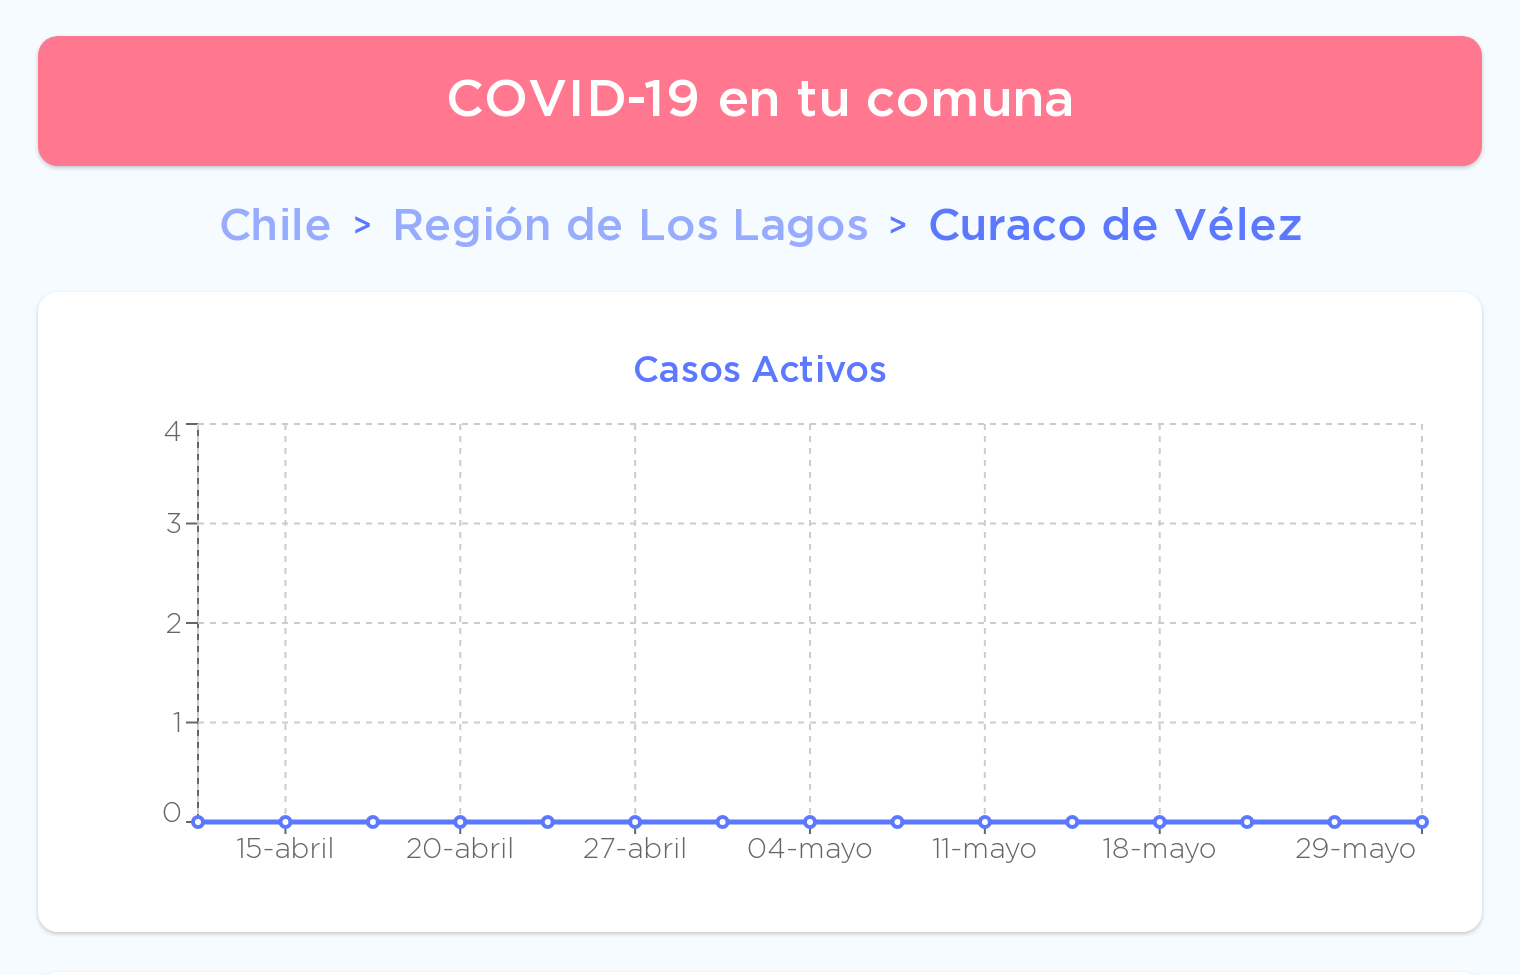 COVID-19 en tu comuna
Chile > Región de Los Lagos > Curaco de Vélez
Casos Activos
4
3
2
1
0
15-abril 20-abril 27-abril 04-mayo 11-mayo 18-mayo 29-mayo